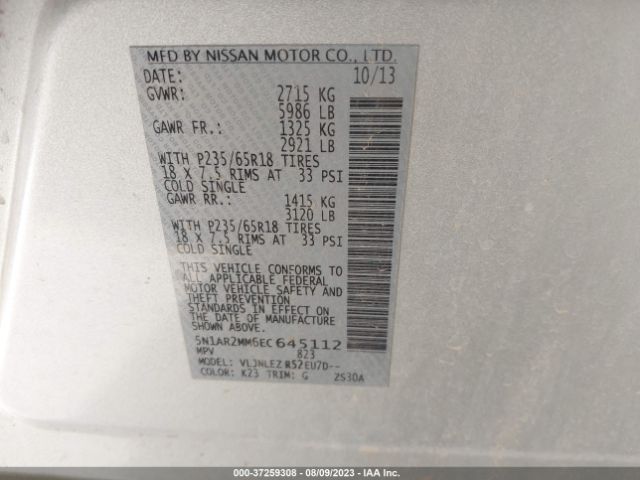 MFD BY NISSAN MOTOR CO., LTD.
DATE: 10/13
GVWR: 2715 KG
5986 LB
GAWR FR.: 1325 KG
2921 LB
WITH P235/65R18 TIRES
18 X 7.5 RIMS AT 33 PSI
COLD SINGLE
GAWR RR.: 1415 KG
3120 LB
WITH P235/65R18 TIRES
18 X 7.5 RIMS AT 33 PSI
COLD SINGLE
THIS VEHICLE CONFORMS TO
ALL APPLICABLE FEDERAL
MOTOR VEHICLE SAFETY AND
THEFT PREVENTION
STANDARDS IN EFFECT ON
THE DATE OF MANUFACTURE
SHOWN ABOVE.
5N1AR2MM6EC645112
MPV 823
MODEL: VLJNLEZ R52EU7D--
COLOR: K23 TRIM: G 2S30A
000-37259308 - 08/09/2023 - IAA Inc.